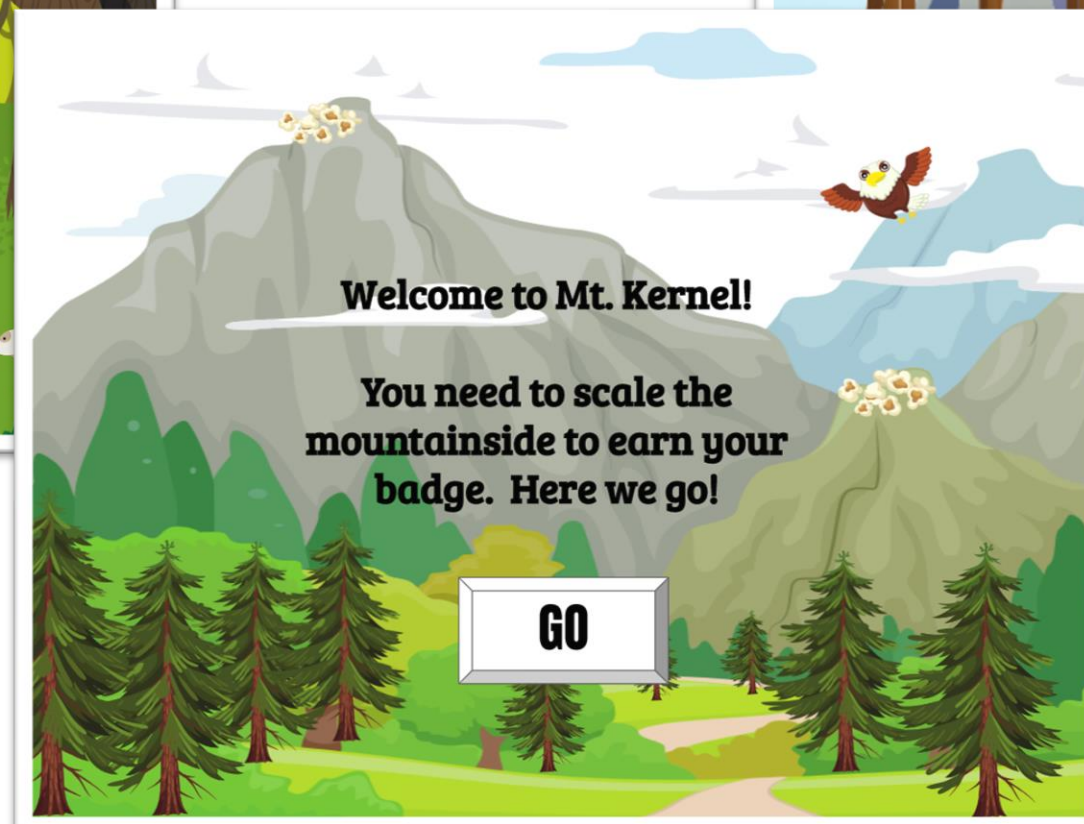 Welcome to Mt. Kernel!
You need to scale the
mountainside to earn your
badge.  Here we go!
GO